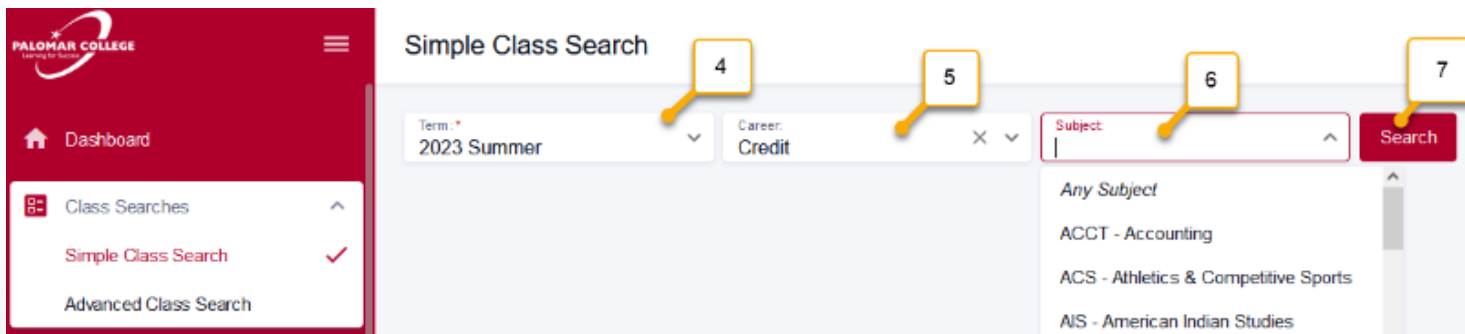 PALOMAR COLLEGE
Learning for Success
Dashboard
Class Searches
Simple Class Search
Advanced Class Search
Simple Class Search
4
5
6
7
Term:*
2023 Summer
Career:
Credit
Subject:
Search
Any Subject
ACCT - Accounting
ACS - Athletics & Competitive Sports
AIS - American Indian Studies